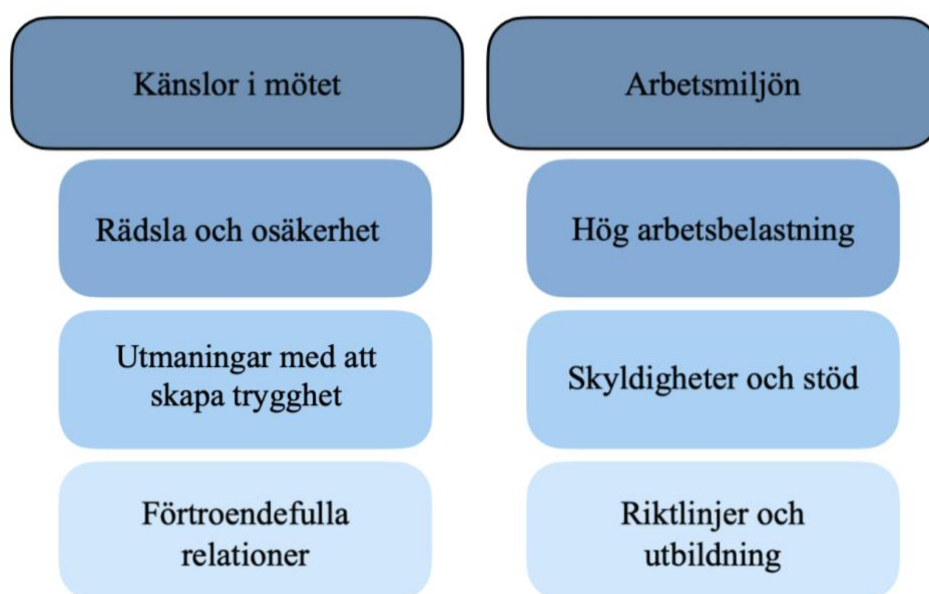 Känslor i mötet
Arbetsmiljön
Rädsla och osäkerhet
Hög arbetsbelastning
Utmaningar med att
skapa trygghet
Skyldigheter och stöd
Förtroendefulla
relationer
Riktlinjer och
utbildning